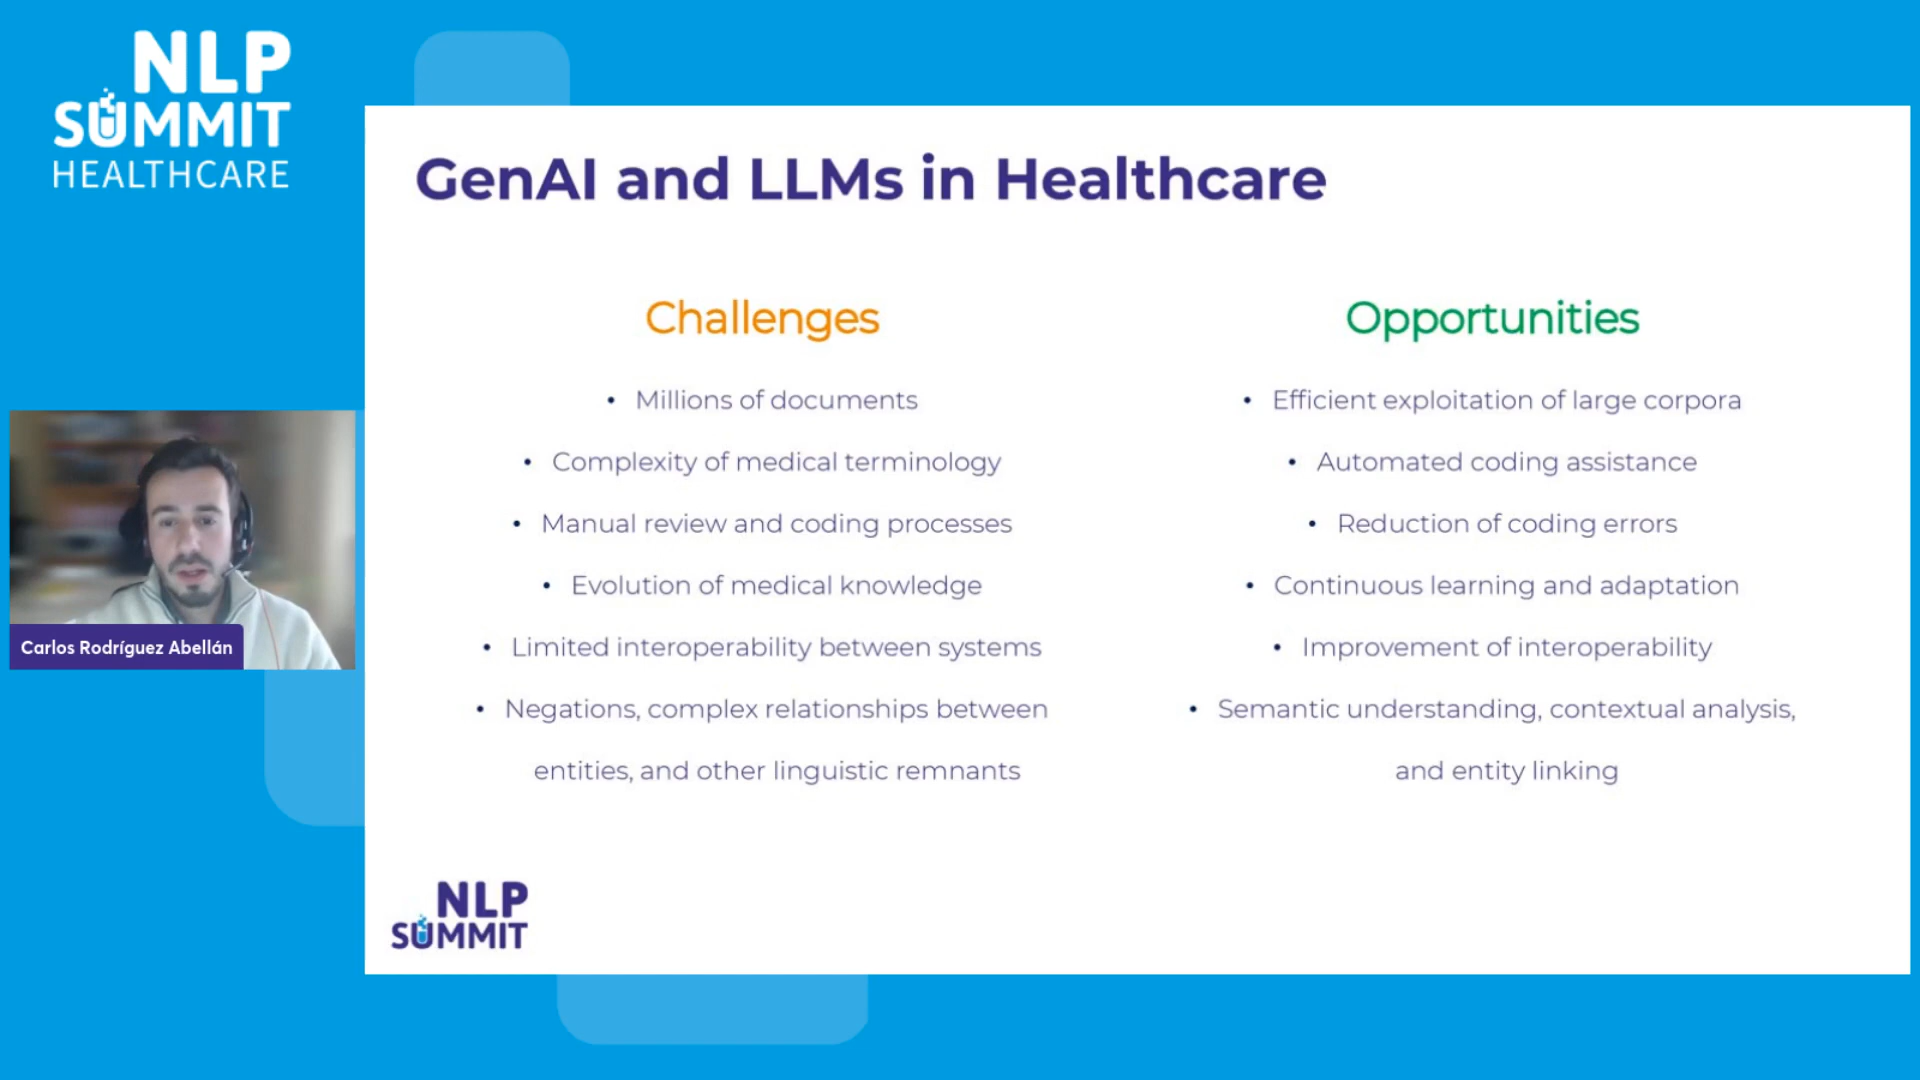 NLP
SUMMIT
HEALTHCARE
GenAI and LLMs in Healthcare
Challenges
• Millions of documents
• Complexity of medical terminology
• Manual review and coding processes
• Evolution of medical knowledge
• Limited interoperability between systems
• Negations, complex relationships between
entities, and other linguistic remnants
Opportunities
• Efficient exploitation of large corpora
• Automated coding assistance
• Reduction of coding errors
• Continuous learning and adaptation
• Improvement of interoperability
• Semantic understanding, contextual analysis,
and entity linking
Carlos Rodríguez Abellán
NLP
SUMMIT